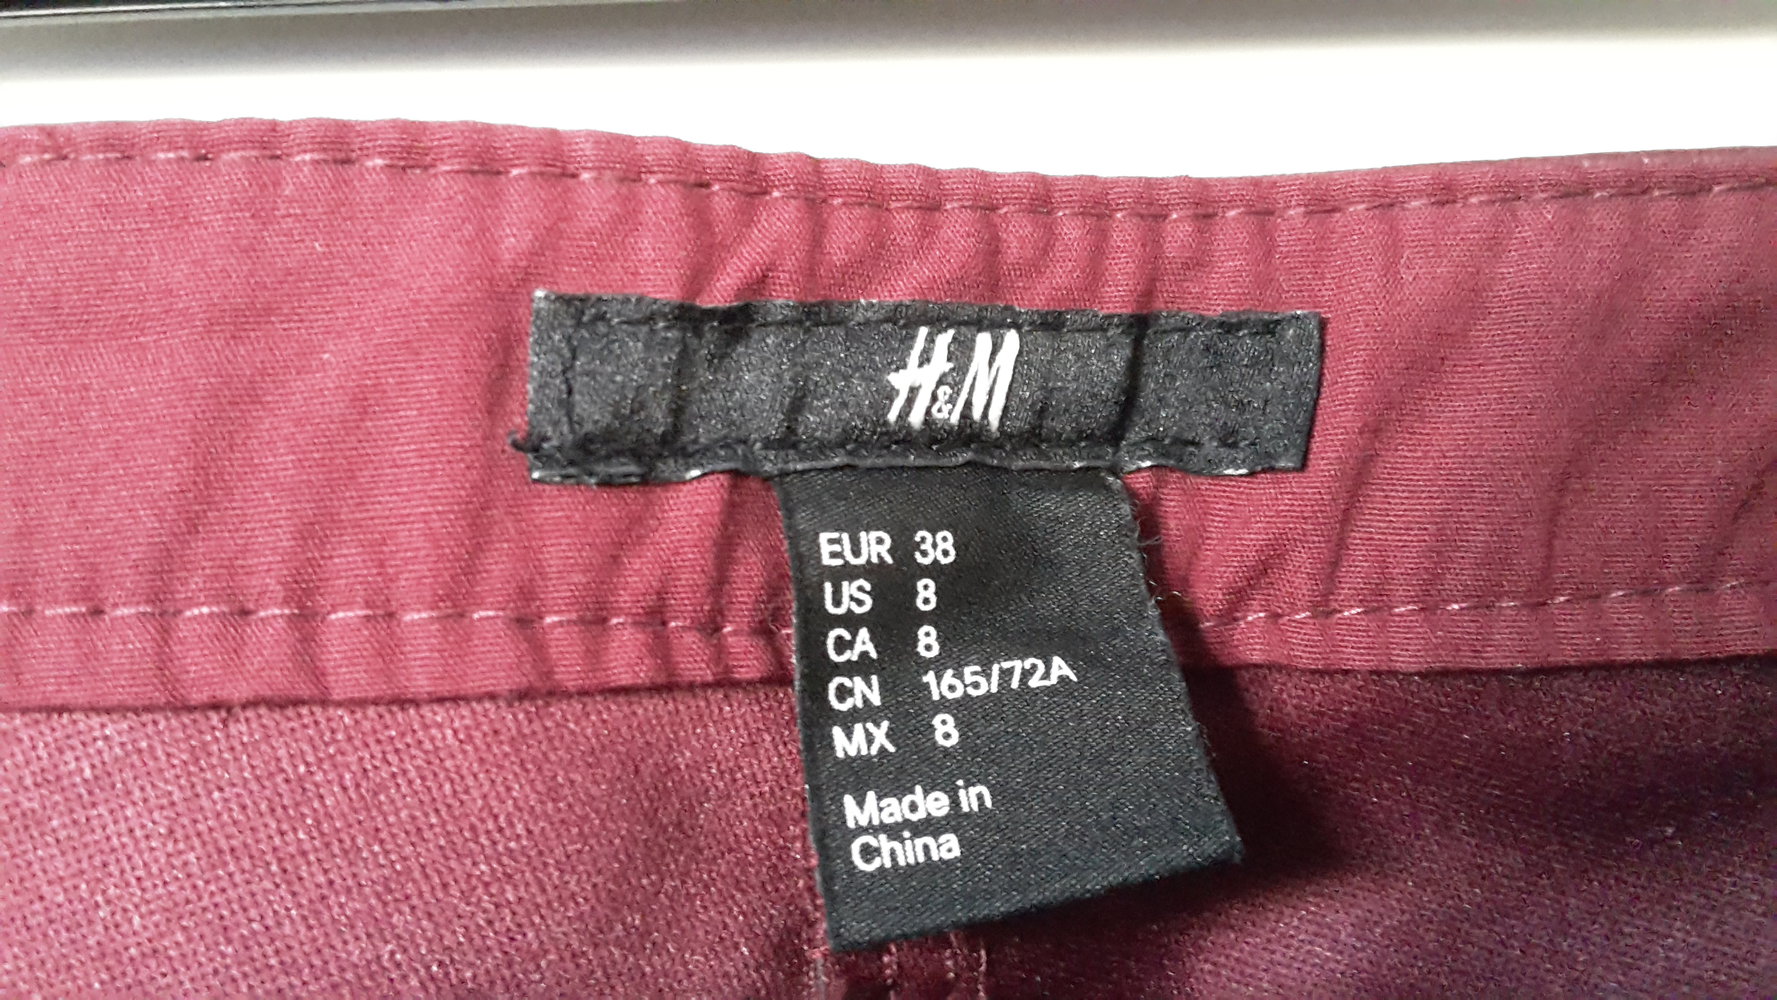 H&M
EUR 38
US 8
CA 8
CN 165/72A
MX 8
Made in
China